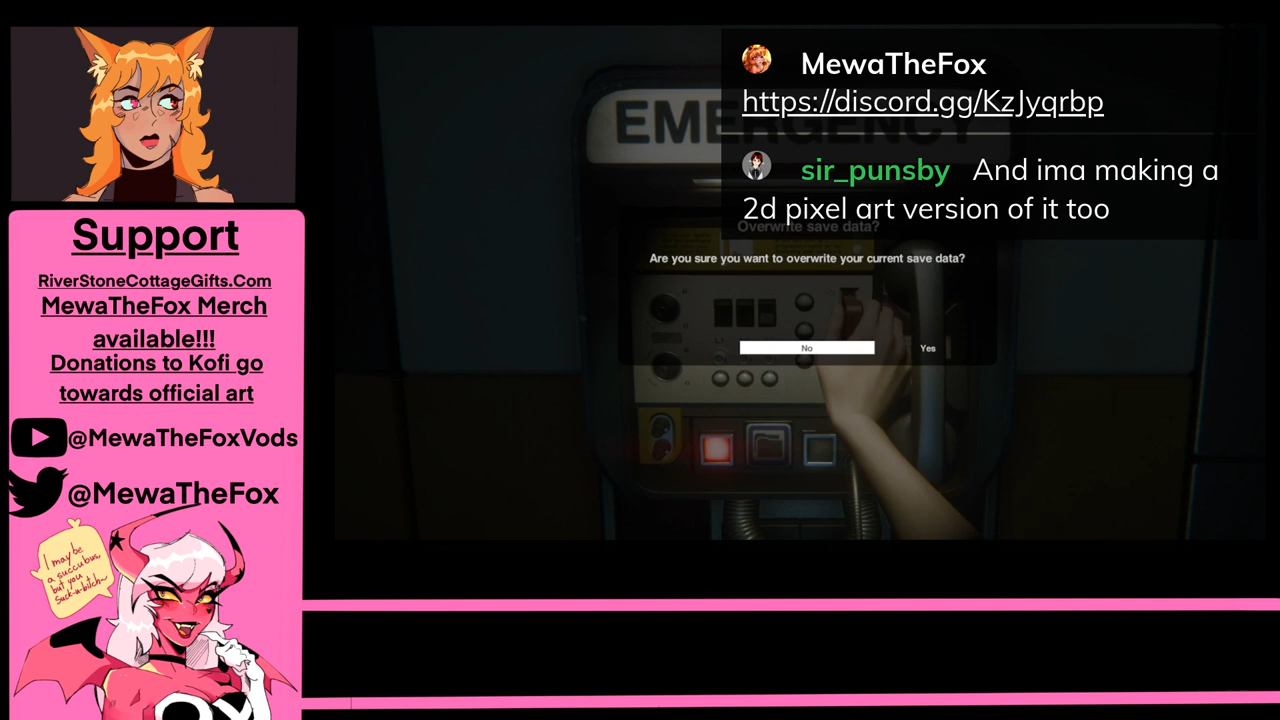 MewaTheFox
https://discord.gg/KzJyqrbp
sir_punsby And ima making a
2d pixel art version of it too
EMERGENCY
Overwrite save data?
Are you sure you want to overwrite your current save data?
No Yes
Support
RiverStoneCottageGifts.Com
MewaTheFox Merch
available!!!
Donations to Kofi go
towards official art
@MewaTheFoxVods
@MewaTheFox
I maybe
a succubus,
but you
suck-a-bitch~